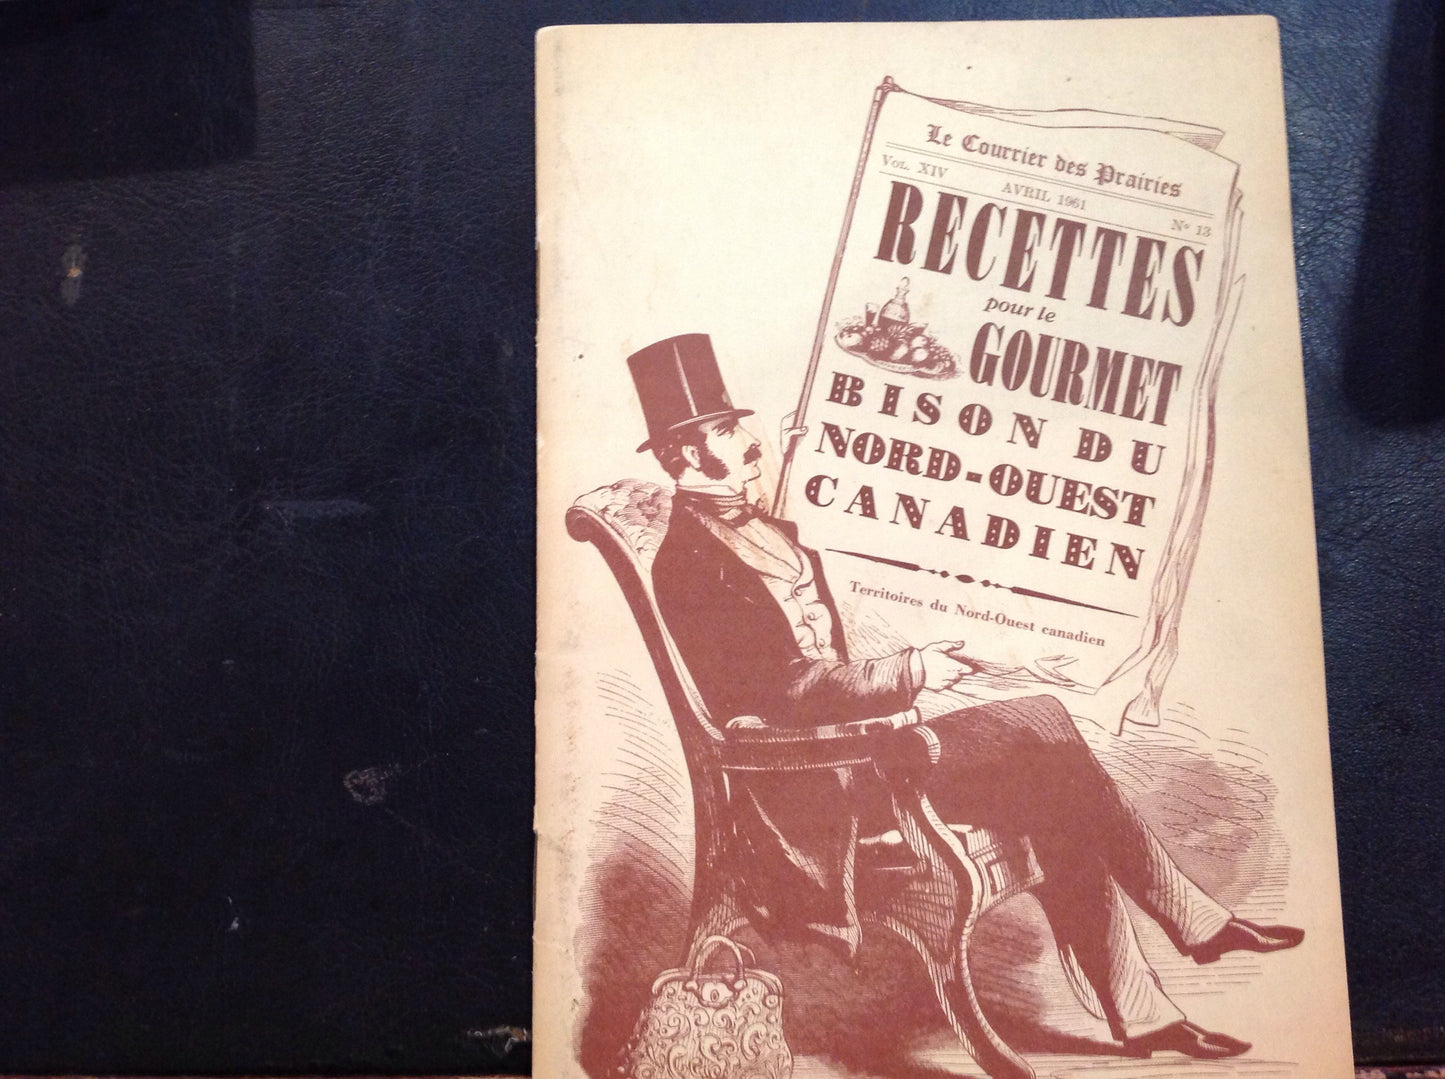 Le Courrier des Prairies
VOL. XIV AVRIL 1961 No 13
RECETTES
pour le
GOURMET
BISON DU
NORD-OUEST
CANADIEN
Territoires du Nord-Ouest canadien